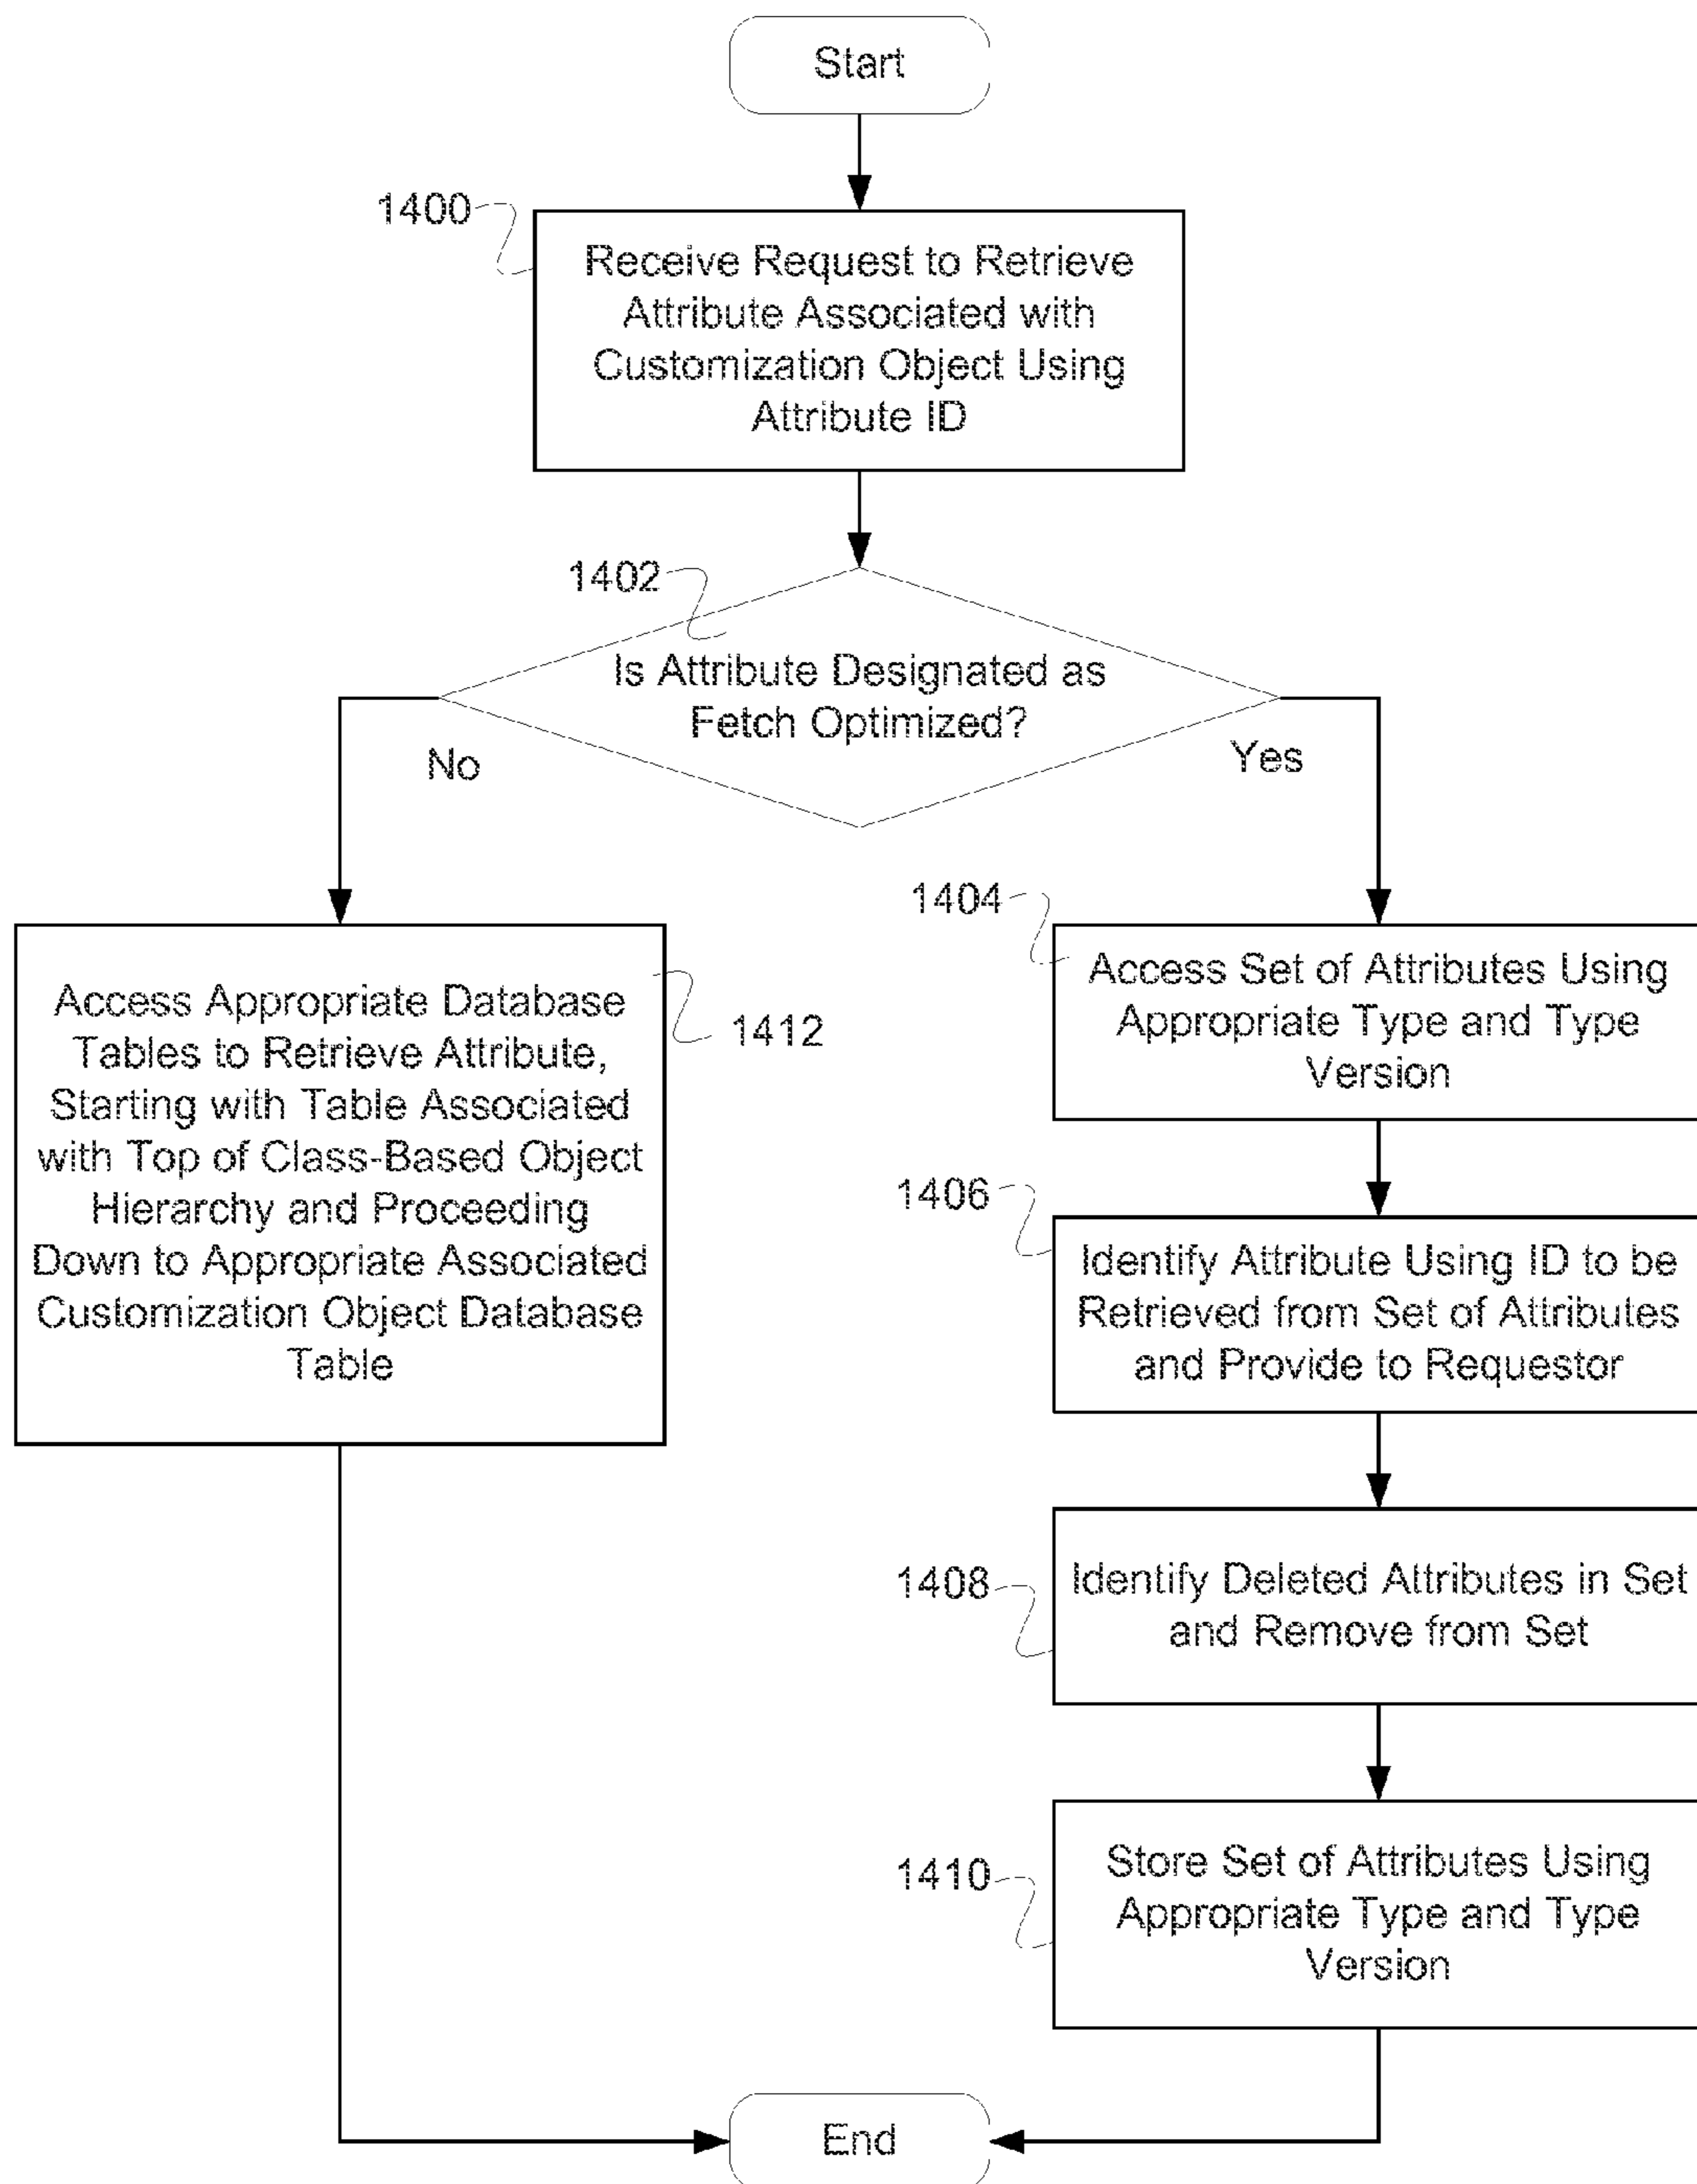 Start
1400
Receive Request to Retrieve
Attribute Associated with
Customization Object Using
Attribute ID
1402
Is Attribute Designated as
Fetch Optimized?
No
Yes
1404
Access Set of Attributes Using
Appropriate Type and Type
Version
Access Appropriate Database
Tables to Retrieve Attribute,
Starting with Table Associated
with Top of Class-Based Object
Hierarchy and Proceeding
Down to Appropriate Associated
Customization Object Database
Table
1412
1406
Identify Attribute Using ID to be
Retrieved from Set of Attributes
and Provide to Requestor
1408
Identify Deleted Attributes in Set
and Remove from Set
1410
Store Set of Attributes Using
Appropriate Type and Type
Version
End